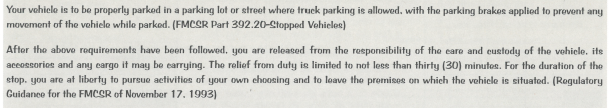 Your vehicle is to be properly parked in a parking lot or street where truck parking is allowed, with the parking brakes applied to prevent any
movement of the vehicle while parked. (FMCSR Part 392.20-Stopped Vehicles)
After the above requirements have been followed, you are released from the responsibility of the care and custody of the vehicle, its
accessories and any cargo it may be carrying. The relief from duty is limited to not less than thirty (30) minutes. For the duration of the
stop, you are at liberty to pursue activities of your own choosing and to leave the premises on which the vehicle is situated. (Regulatory
Guidance for the FMCSR of November 17, 1993)